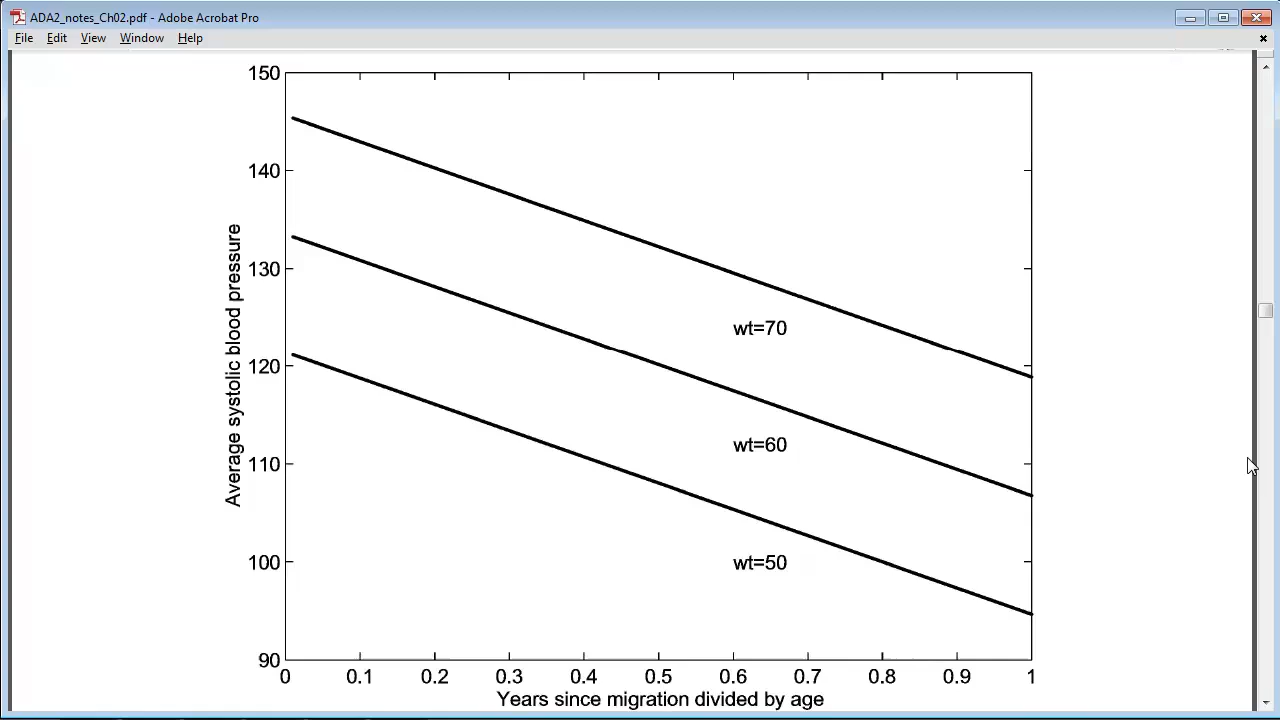 ADA2_notes_Ch02.pdf - Adobe Acrobat Pro
File Edit View Window Help
150
140
130
120
110
100
90
Average systolic blood pressure
wt=70
wt=60
wt=50
0 0.1 0.2 0.3 0.4 0.5 0.6 0.7 0.8 0.9 1
Years since migration divided by age